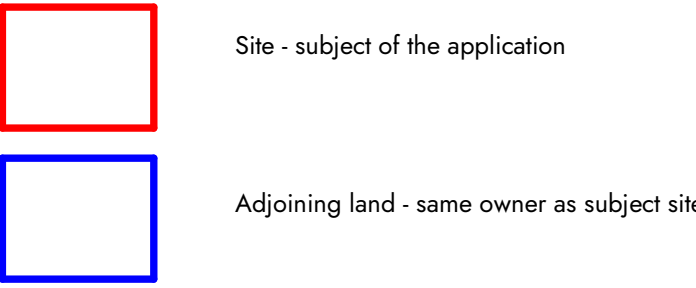 Site - subject of the application
Adjoining land - same owner as subject site